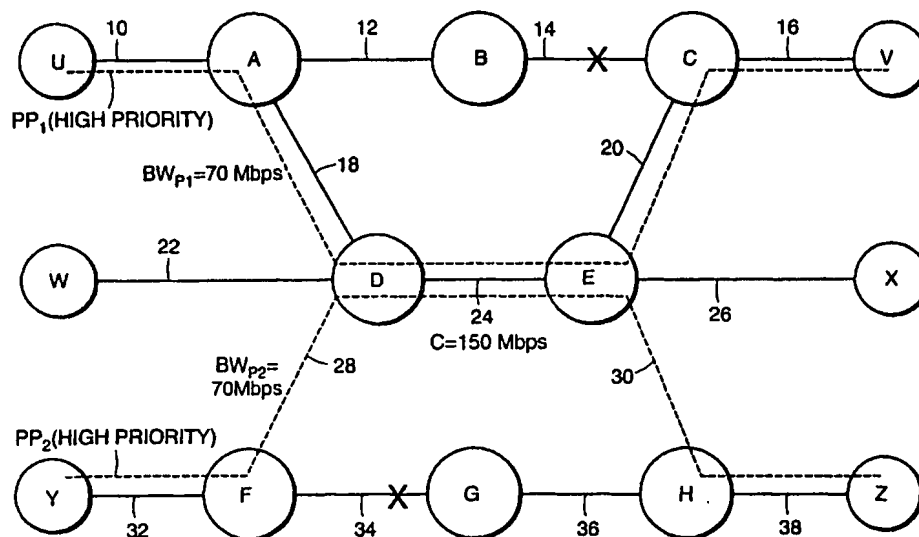 10
12
14
16
U
A
B
X
C
V
PP1(HIGH PRIORITY)
18
20
BWP1=70 Mbps
22
W
D
E
X
24
26
C=150 Mbps
BWP2=
70Mbps
28
30
PP2(HIGH PRIORITY)
Y
F
X
G
H
Z
32
34
36
38